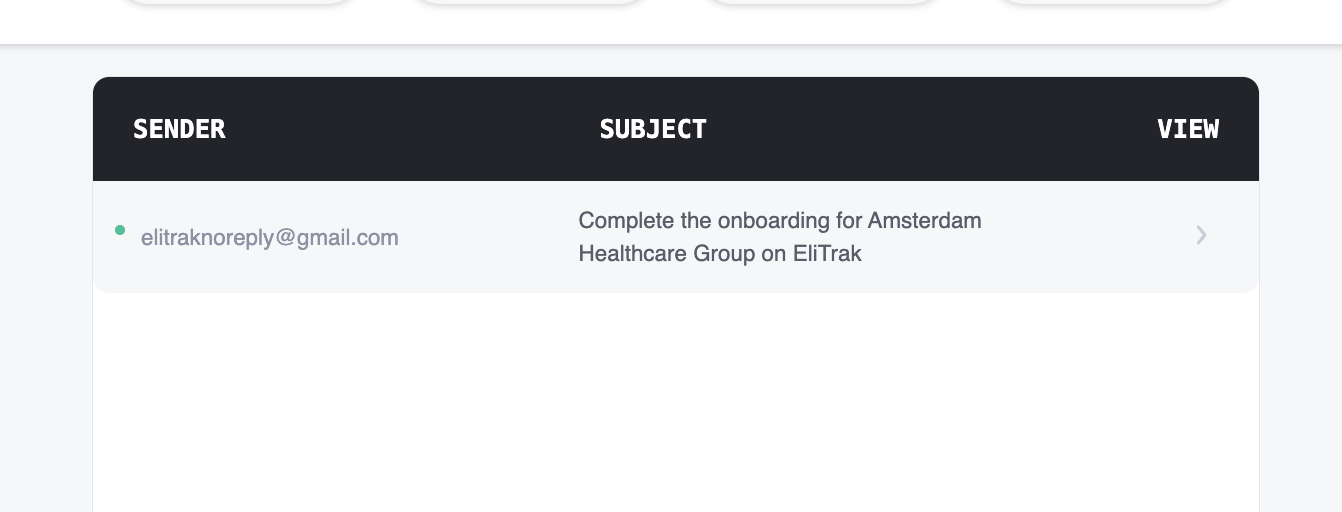 SENDER SUBJECT VIEW
elitraknoreply@gmail.com
Complete the onboarding for Amsterdam
Healthcare Group on EliTrak